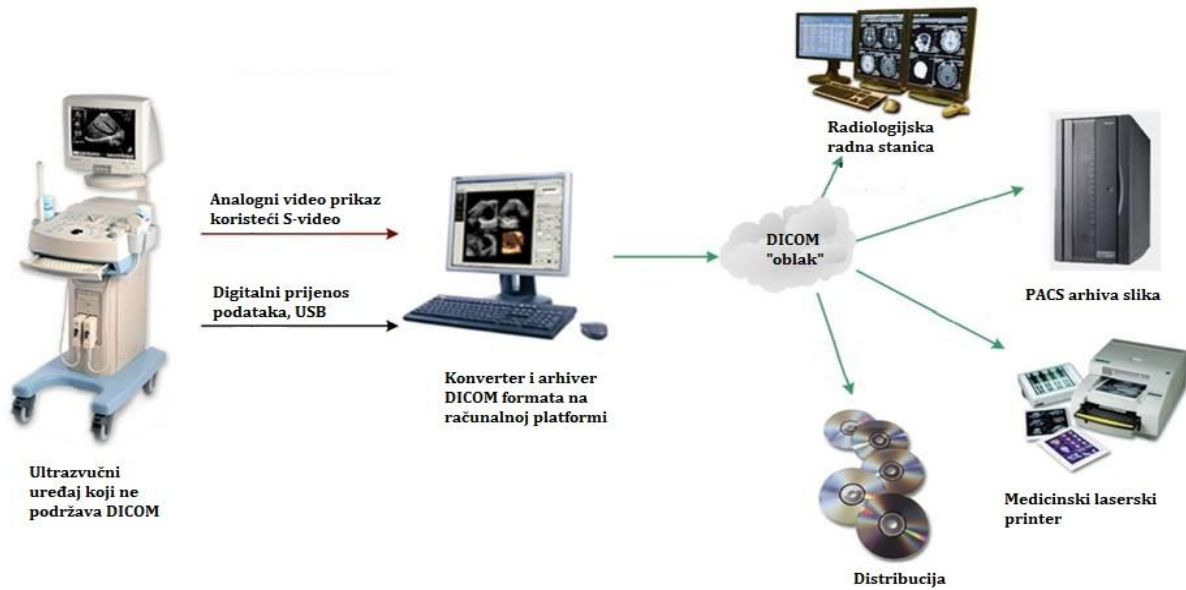 Analogni video prikaz
koristeći S-video
Digitalni prijenos
podataka, USB
Ultrazvučni
uređaj koji ne
podržava DICOM
Konverter i arhiver
DICOM formata na
računalnoj platformi
DICOM
"oblak"
Radiologijska
radna stanica
PACS arhiva slika
Medicinski laserski
printer
Distribucija